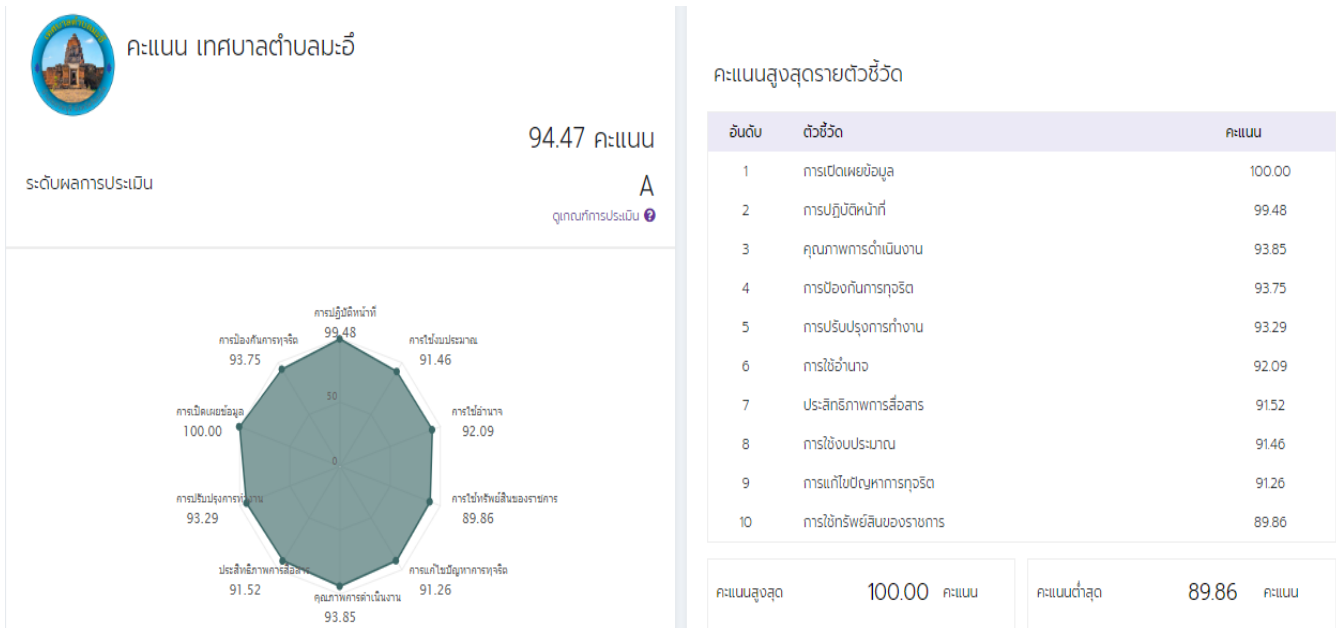 เทศบาลตำบลมะอึ
คะแนน เทศบาลตำบลมะอึ
94.47 คะแนน
ระดับผลการประเมิน
A
ดูเกณฑ์การประเมิน ?
การปฏิบัติหน้าที่
99.48
การป้องกันการทุจริต
93.75
การใช้งบประมาณ
91.46
50
การเปิดเผยข้อมูล
100.00
การใช้อำนาจ
92.09
0
การปรับปรุงการทำงาน
93.29
การใช้ทรัพย์สินของราชการ
89.86
ประสิทธิภาพการสื่อสาร
91.52
การแก้ไขปัญหาการทุจริต
91.26
คุณภาพการดำเนินงาน
93.85
คะแนนสูงสุดรายตัวชี้วัด
อันดับ ตัวชี้วัด คะแนน
1 การเปิดเผยข้อมูล 100.00
2 การปฏิบัติหน้าที่ 99.48
3 คุณภาพการดำเนินงาน 93.85
4 การป้องกันการทุจริต 93.75
5 การปรับปรุงการทำงาน 93.29
6 การใช้อำนาจ 92.09
7 ประสิทธิภาพการสื่อสาร 91.52
8 การใช้งบประมาณ 91.46
9 การแก้ไขปัญหาการทุจริต 91.26
10 การใช้ทรัพย์สินของราชการ 89.86
คะแนนสูงสุด 100.00 คะแนน
คะแนนต่ำสุด 89.86 คะแนน